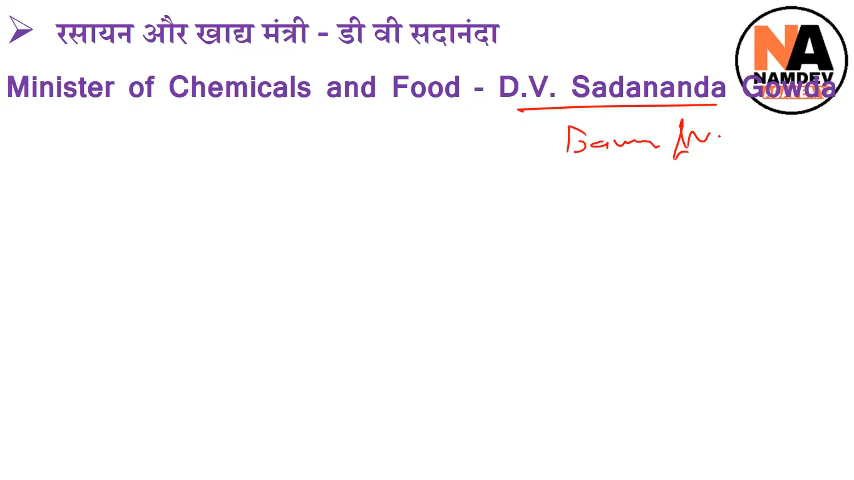 रसायन और खाद्य मंत्री - डी वी सदानंदा
Minister of Chemicals and Food - D.V. Sadananda Gowda
NA
NAMDEV